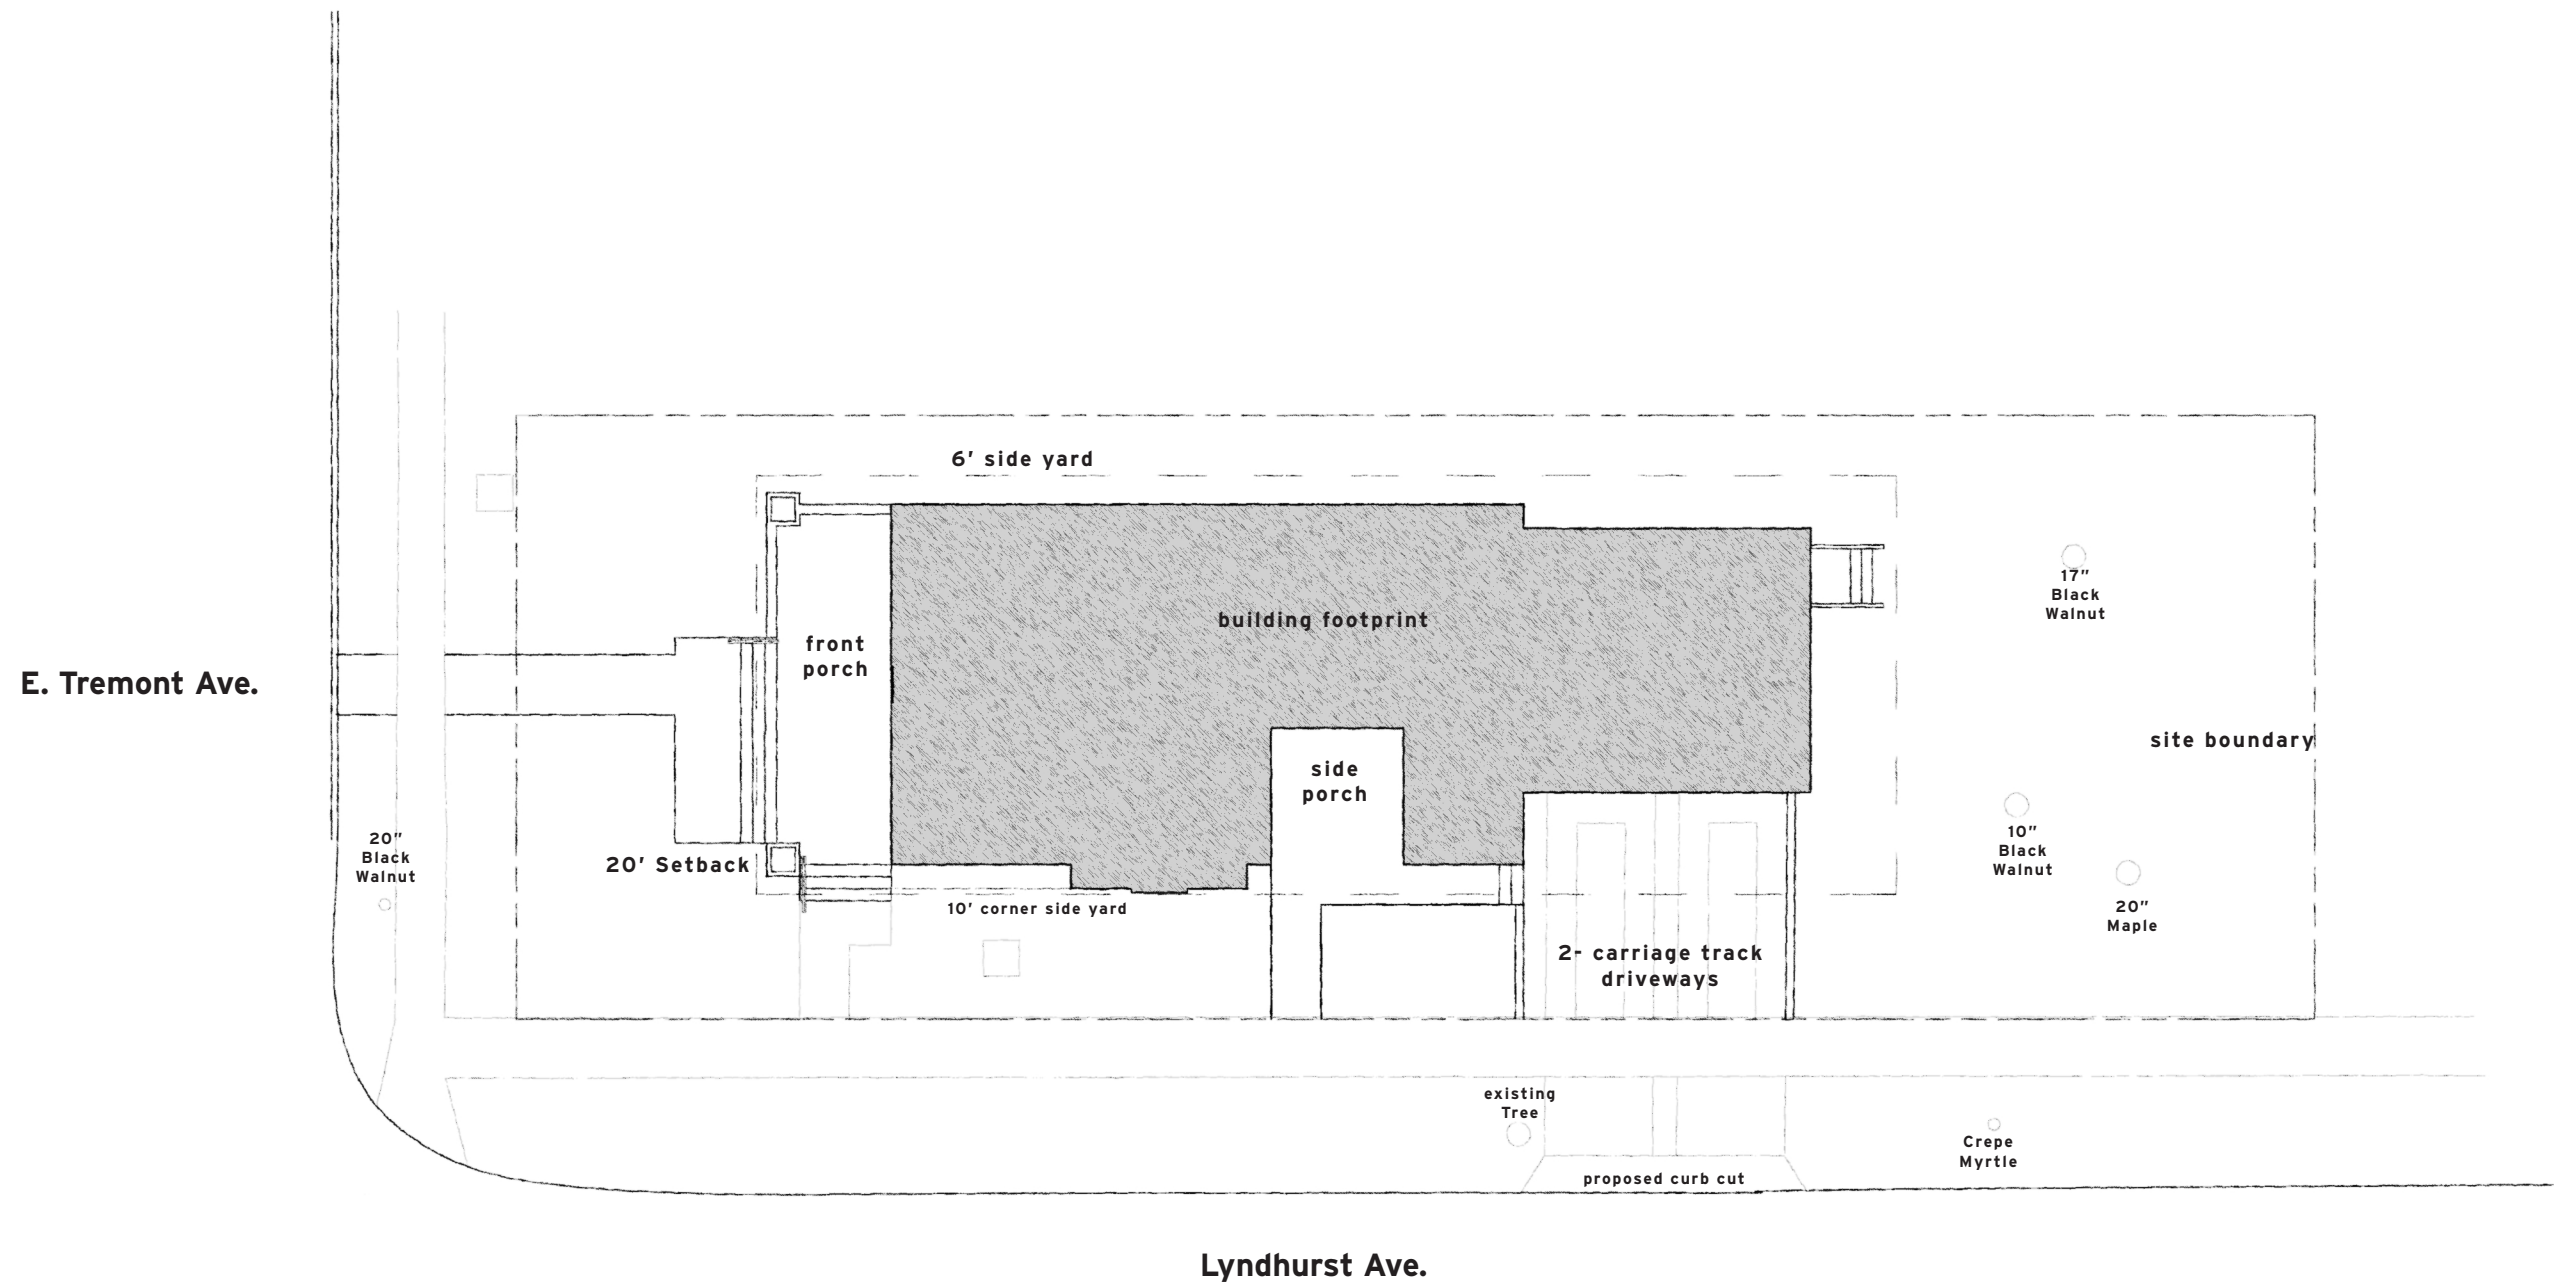 6' side yard
17"
Black
Walnut
building footprint
front
porch
E. Tremont Ave.
site boundary
side
porch
20"
Black
Walnut
20' Setback
10"
Black
Walnut
10' corner side yard
20"
Maple
2- carriage track
driveways
existing
Tree
Crepe
Myrtle
proposed curb cut
Lyndhurst Ave.